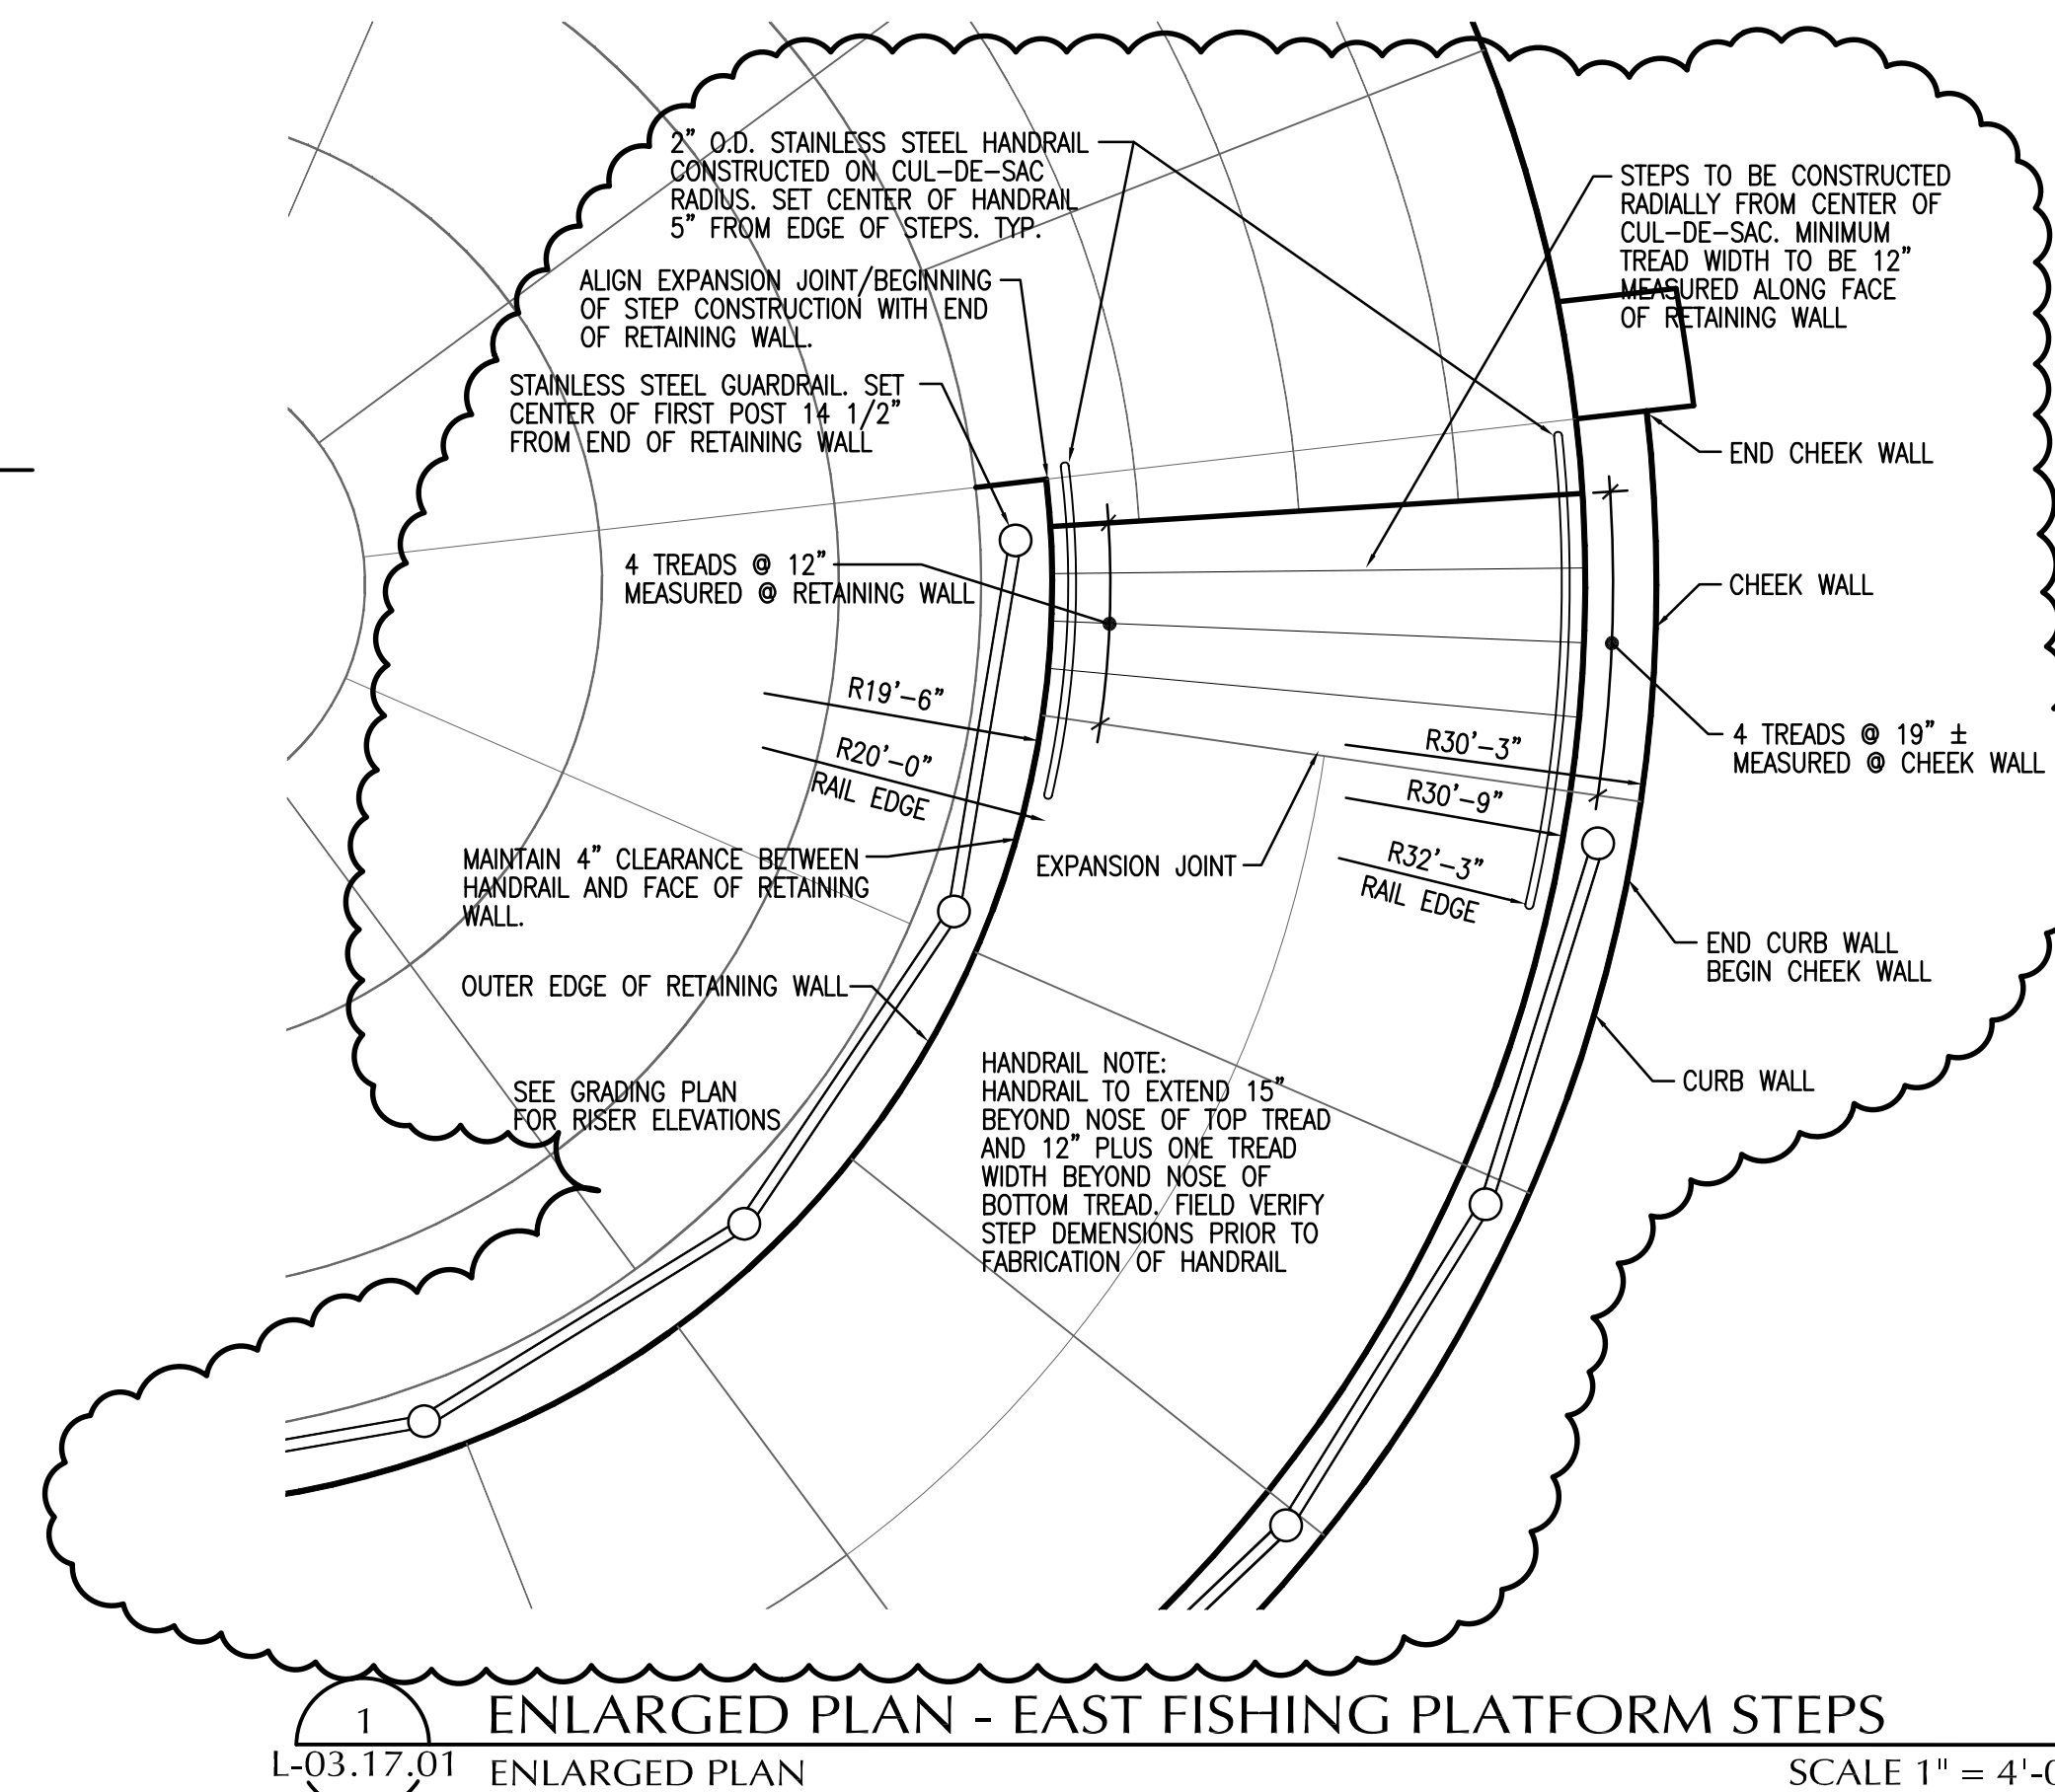 2" O.D. STAINLESS STEEL HANDRAIL
CONSTRUCTED ON CUL-DE-SAC
RADIUS. SET CENTER OF HANDRAIL
5" FROM EDGE OF STEPS. TYP.
STEPS TO BE CONSTRUCTED
RADIALLY FROM CENTER OF
CUL-DE-SAC. MINIMUM
TREAD WIDTH TO BE 12"
MEASURED ALONG FACE
OF RETAINING WALL
ALIGN EXPANSION JOINT/BEGINNING
OF STEP CONSTRUCTION WITH END
OF RETAINING WALL.
STAINLESS STEEL GUARDRAIL. SET
CENTER OF FIRST POST 14 1/2"
FROM END OF RETAINING WALL
END CHEEK WALL
4 TREADS @ 12"
MEASURED @ RETAINING WALL
CHEEK WALL
R19'-6"
R20'-0"
RAIL EDGE
R30'-3"
R30'-9"
R32'-3"
RAIL EDGE
4 TREADS @ 19" ±
MEASURED @ CHEEK WALL
MAINTAIN 4" CLEARANCE BETWEEN
HANDRAIL AND FACE OF RETAINING
WALL.
EXPANSION JOINT
END CURB WALL
BEGIN CHEEK WALL
OUTER EDGE OF RETAINING WALL
CURB WALL
SEE GRADING PLAN
FOR RISER ELEVATIONS
HANDRAIL NOTE:
HANDRAIL TO EXTEND 15"
BEYOND NOSE OF TOP TREAD
AND 12" PLUS ONE TREAD
WIDTH BEYOND NOSE OF
BOTTOM TREAD. FIELD VERIFY
STEP DEMENSIONS PRIOR TO
FABRICATION OF HANDRAIL
1
L-03.17.01
ENLARGED PLAN - EAST FISHING PLATFORM STEPS
ENLARGED PLAN
SCALE 1" = 4'-0